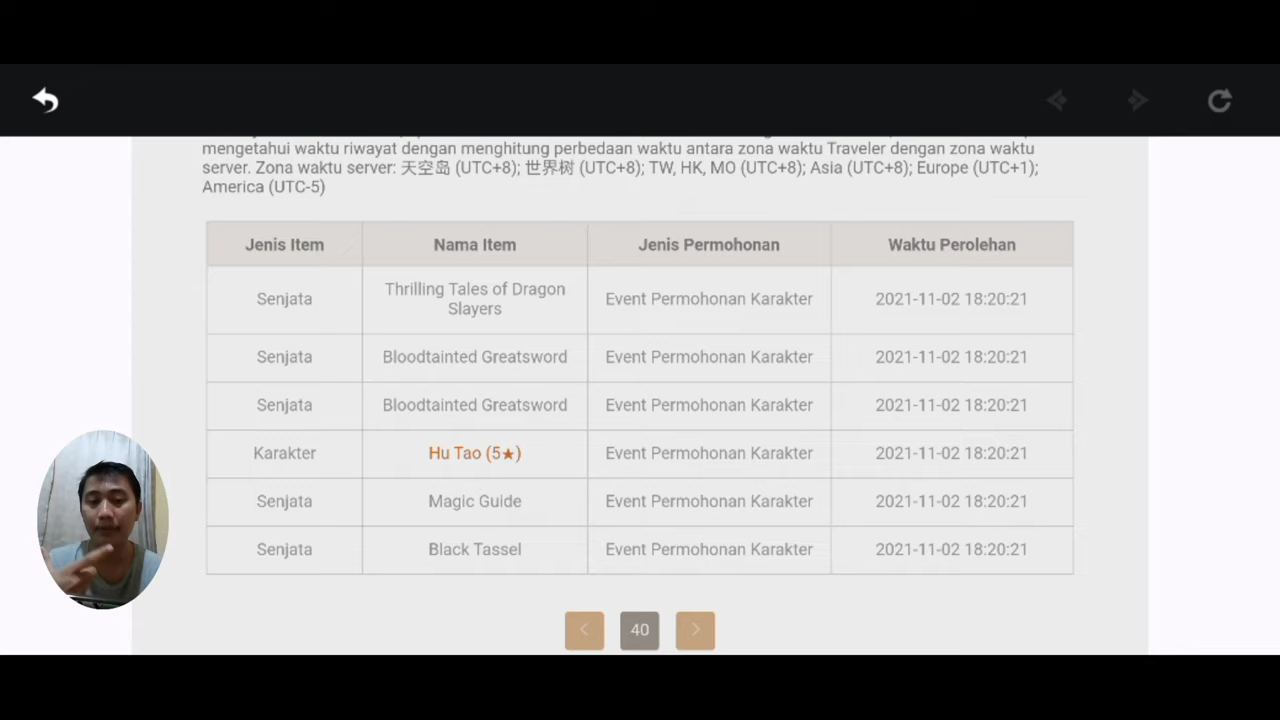 mengetahui waktu riwayat dengan menghitung perbedaan waktu antara zona waktu Traveler dengan zona waktu
server. Zona waktu server: 天空岛 (UTC+8); 世界树 (UTC+8); TW, HK, MO (UTC+8); Asia (UTC+8); Europe (UTC+1);
America (UTC-5)
Jenis Item Nama Item Jenis Permohonan Waktu Perolehan
Senjata Thrilling Tales of Dragon Event Permohonan Karakter 2021-11-02 18:20:21
Slayers
Senjata Bloodtainted Greatsword Event Permohonan Karakter 2021-11-02 18:20:21
Senjata Bloodtainted Greatsword Event Permohonan Karakter 2021-11-02 18:20:21
Karakter Hu Tao (5★) Event Permohonan Karakter 2021-11-02 18:20:21
Senjata Magic Guide Event Permohonan Karakter 2021-11-02 18:20:21
Senjata Black Tassel Event Permohonan Karakter 2021-11-02 18:20:21
40